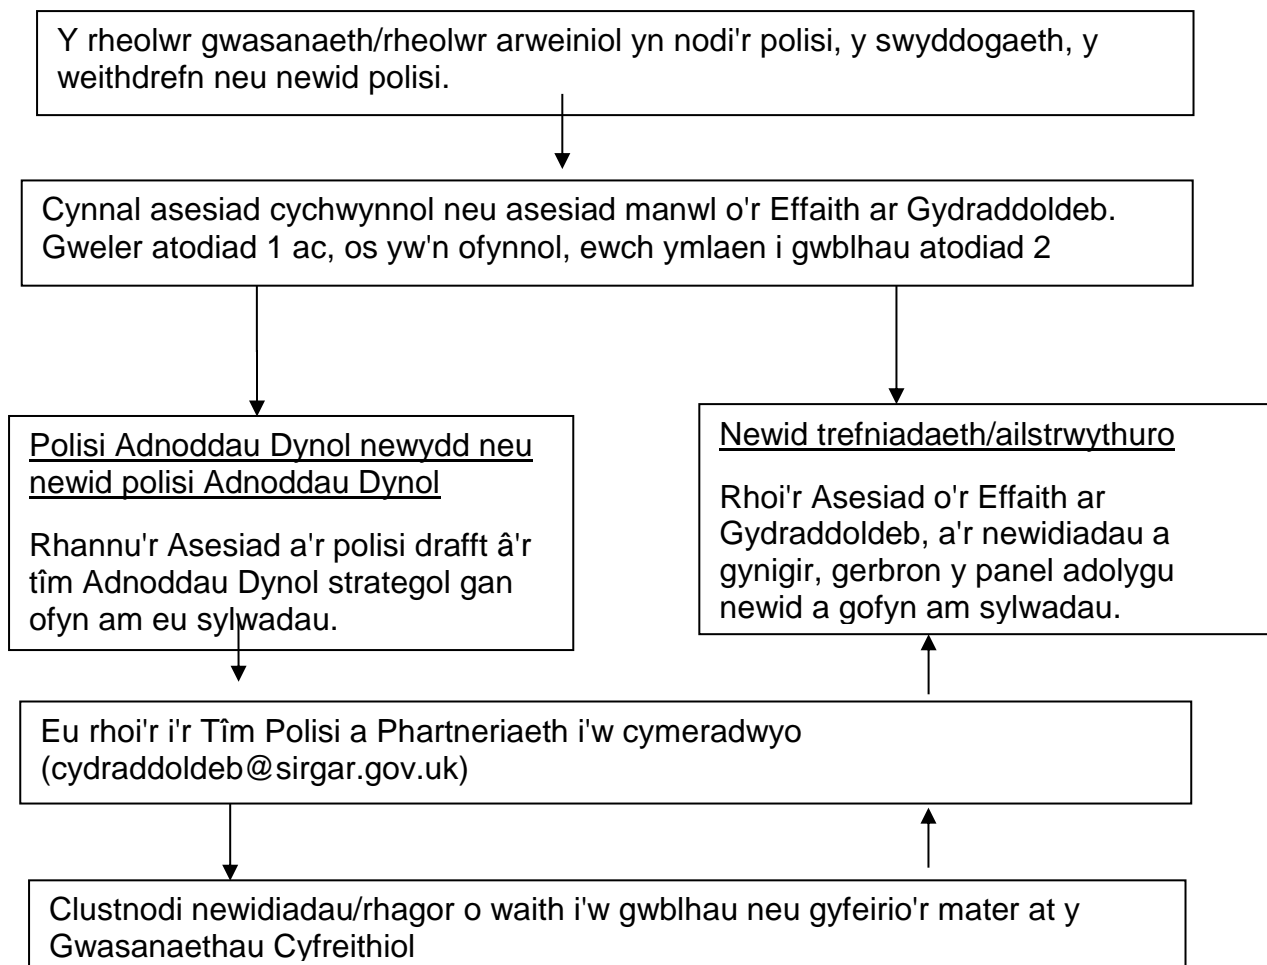 Y rheolwr gwasanaeth/rheolwr arweiniol yn nodi'r polisi, y swyddogaeth, y
weithdrefn neu newid polisi.
Cynnal asesiad cychwynnol neu asesiad manwl o'r Effaith ar Gydraddoldeb.
Gweler atodiad 1 ac, os yw'n ofynnol, ewch ymlaen i gwblhau atodiad 2
Polisi Adnoddau Dynol newydd neu
newid polisi Adnoddau Dynol
Rhannu'r Asesiad a'r polisi drafft â'r
tîm Adnoddau Dynol strategol gan
ofyn am eu sylwadau.
Newid trefniadaeth/ailstrwythuro
Rhoi'r Asesiad o'r Effaith ar
Gydraddoldeb, a'r newidiadau a
gynigir, gerbron y panel adolygu
newid a gofyn am sylwadau.
Eu rhoi'r i'r Tîm Polisi a Phartneriaeth i'w cymeradwyo
(cydraddoldeb@sirgar.gov.uk)
Clustnodi newidiadau/rhagor o waith i'w gwblhau neu gyfeirio'r mater at y
Gwasanaethau Cyfreithiol